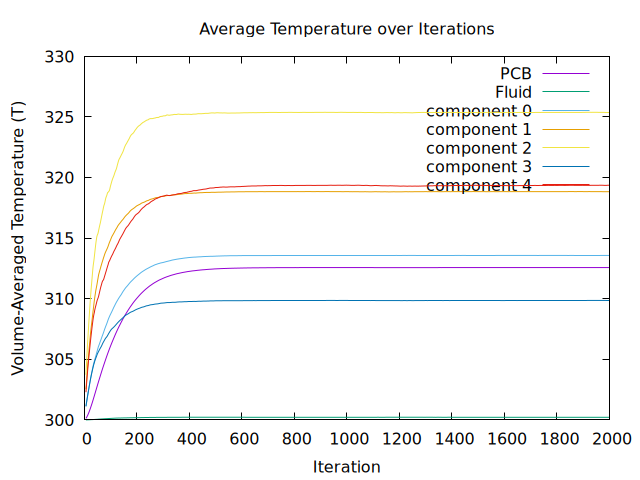 Average Temperature over Iterations
330
325
320
315
310
305
300
Volume-Averaged Temperature (T)
PCB
Fluid
component 0
component 1
component 2
component 3
component 4
0 200 400 600 800 1000 1200 1400 1600 1800 2000
Iteration